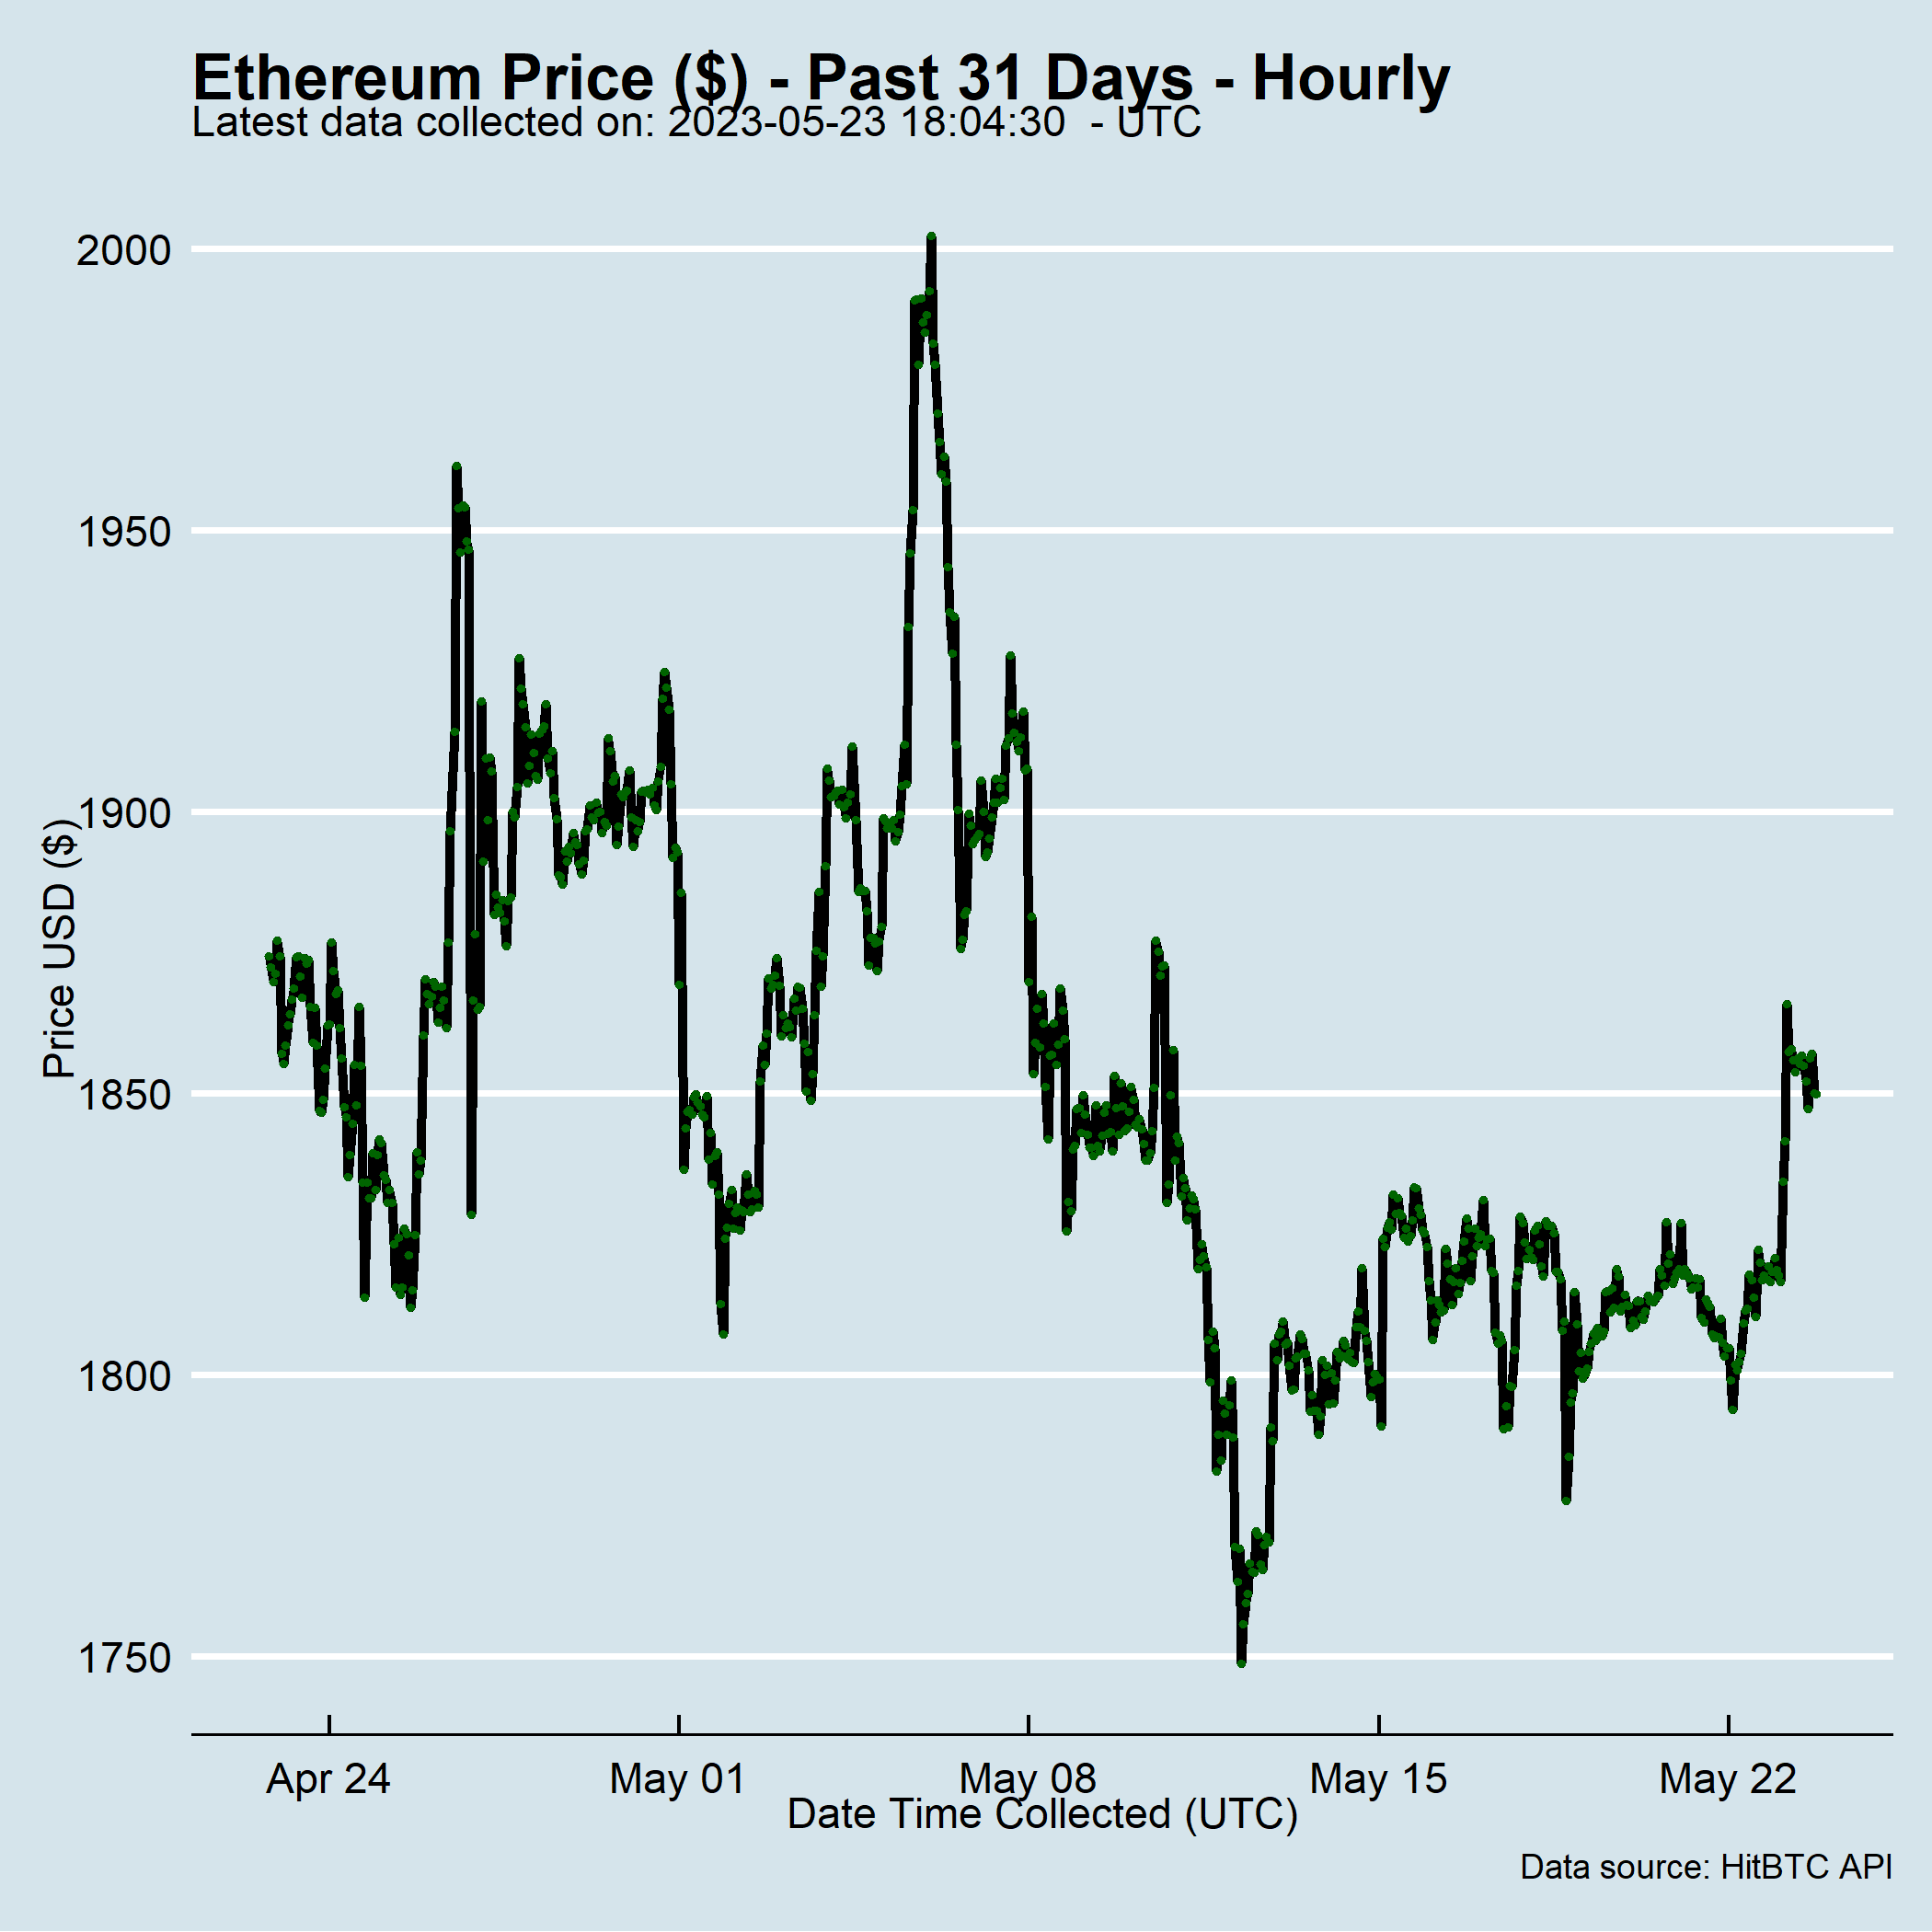 Ethereum Price ($) - Past 31 Days - Hourly
Latest data collected on: 2023-05-23 18:04:30  - UTC
2000
1950
1900
1850
1800
1750
Price USD ($)
Apr 24
May 01
May 08
May 15
May 22
Date Time Collected (UTC)
Data source: HitBTC API